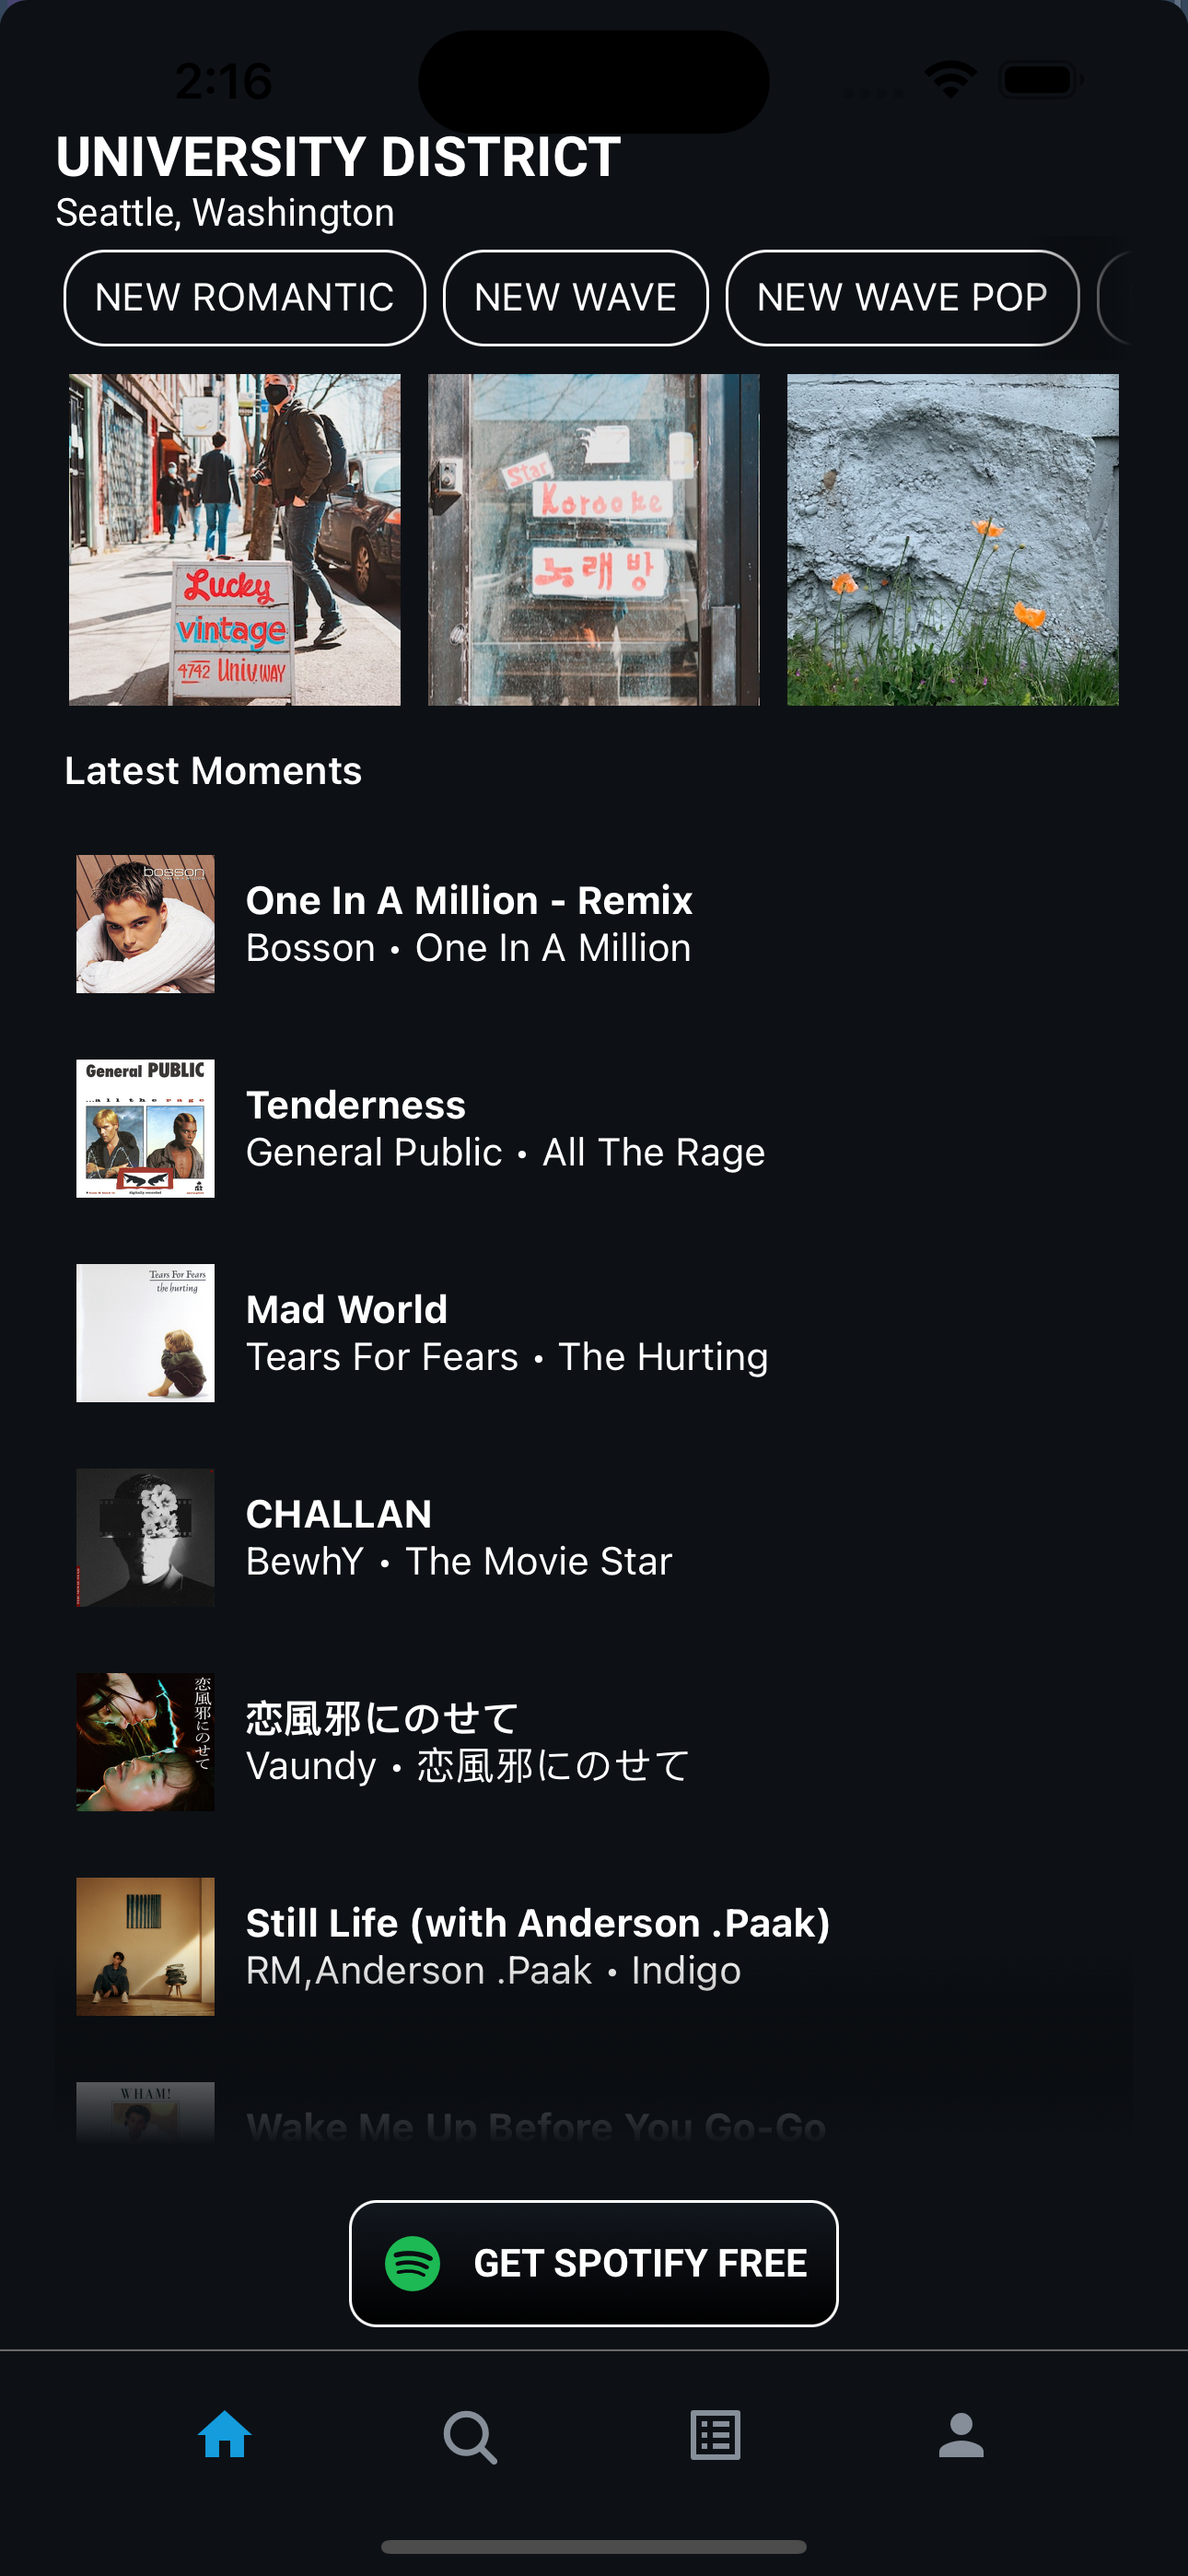 2:16
UNIVERSITY DISTRICT
Seattle, Washington
NEW ROMANTIC
NEW WAVE
NEW WAVE POP
Lucky
vintage
4742 Univ. WAY
Star
Karaoke
노래방
Latest Moments
bosson
One In A Million - Remix
Bosson • One In A Million
General PUBLIC
...all the rage
Tenderness
General Public • All The Rage
Tears For Fears
the hurting
Mad World
Tears For Fears • The Hurting
CHALLAN
BewhY • The Movie Star
恋風邪にのせて
恋風邪にのせて
Vaundy • 恋風邪にのせて
Still Life (with Anderson .Paak)
RM,Anderson .Paak • Indigo
WHAM!
Wake Me Up Before You Go-Go
GET SPOTIFY FREE